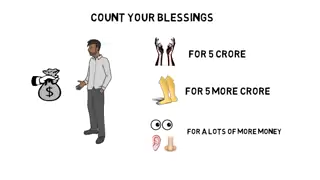 COUNT YOUR BLESSINGS
$
FOR 5 CRORE
FOR 5 MORE CRORE
FOR A LOTS OF MORE MONEY